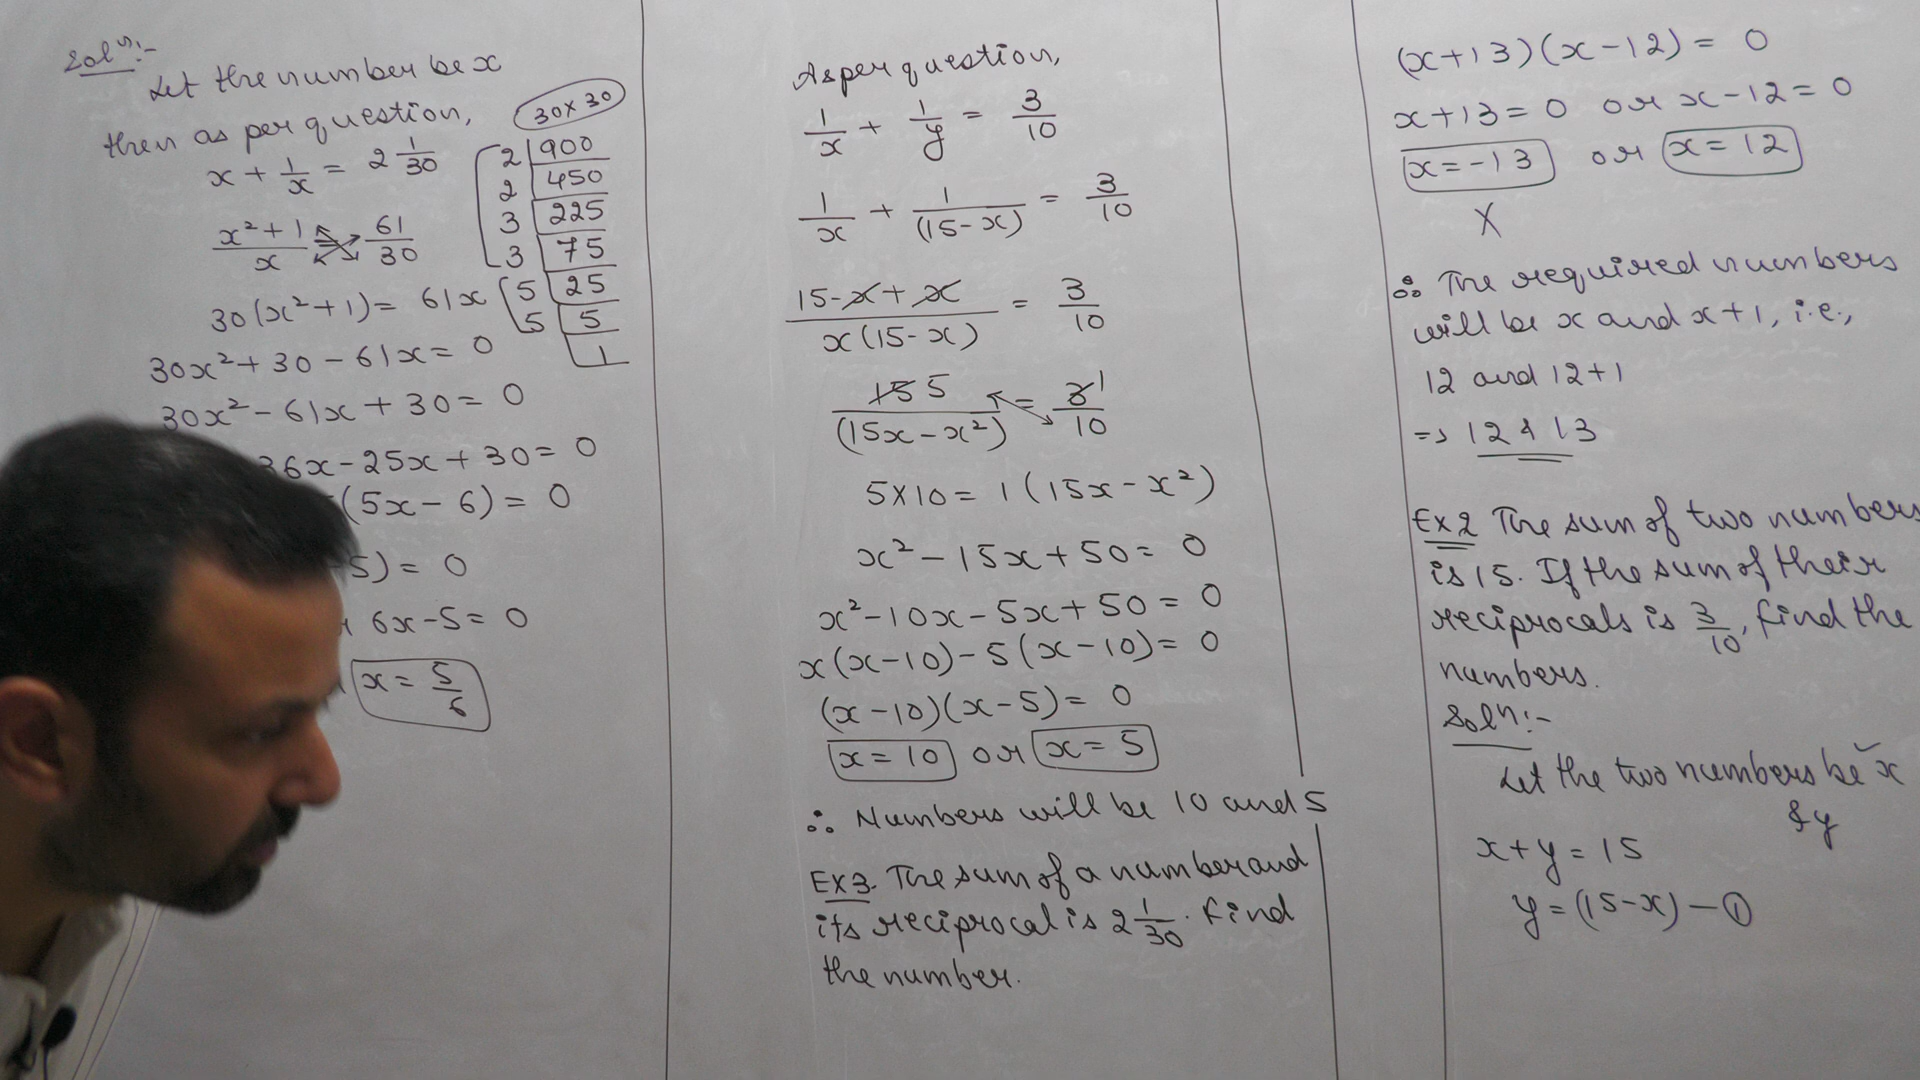 Solⁿ:-
Let the number be x
then as per question,
x + 1/x = 2 1/30
(x² + 1)/x = 61/30
30(x² + 1) = 61x
30x² + 30 - 61x = 0
30x² - 61x + 30 = 0
36x - 25x + 30 = 0
(5x - 6) = 0
5) = 0
6x - 5 = 0
x = 5/6
30 x 30
2 | 900
2 | 450
3 | 225
3 | 75
5 | 25
5 | 5
1
As per question,
1/x + 1/y = 3/10
1/x + 1/(15 - x) = 3/10
(15 - x + x)/(x(15 - x)) = 3/10
15 5/(15x - x²) = 3 1/10
5 x 10 = 1(15x - x²)
x² - 15x + 50 = 0
x² - 10x - 5x + 50 = 0
x(x - 10) - 5(x - 10) = 0
(x - 10)(x - 5) = 0
x = 10 or x = 5
∴ Numbers will be 10 and 5
Ex3. The sum of a number and
its reciprocal is 2 1/30. Find
the number.
(x + 13)(x - 12) = 0
x + 13 = 0 or x - 12 = 0
x = -13 or x = 12
X
∴ The required numbers
will be x and x + 1, i.e.,
12 and 12 + 1
⇒ 12 & 13
Ex2 The sum of two numbers
is 15. If the sum of their
reciprocals is 3/10, find the
numbers.
Solⁿ:-
Let the two numbers be x
& y
x + y = 15
y = (15 - x) - ①